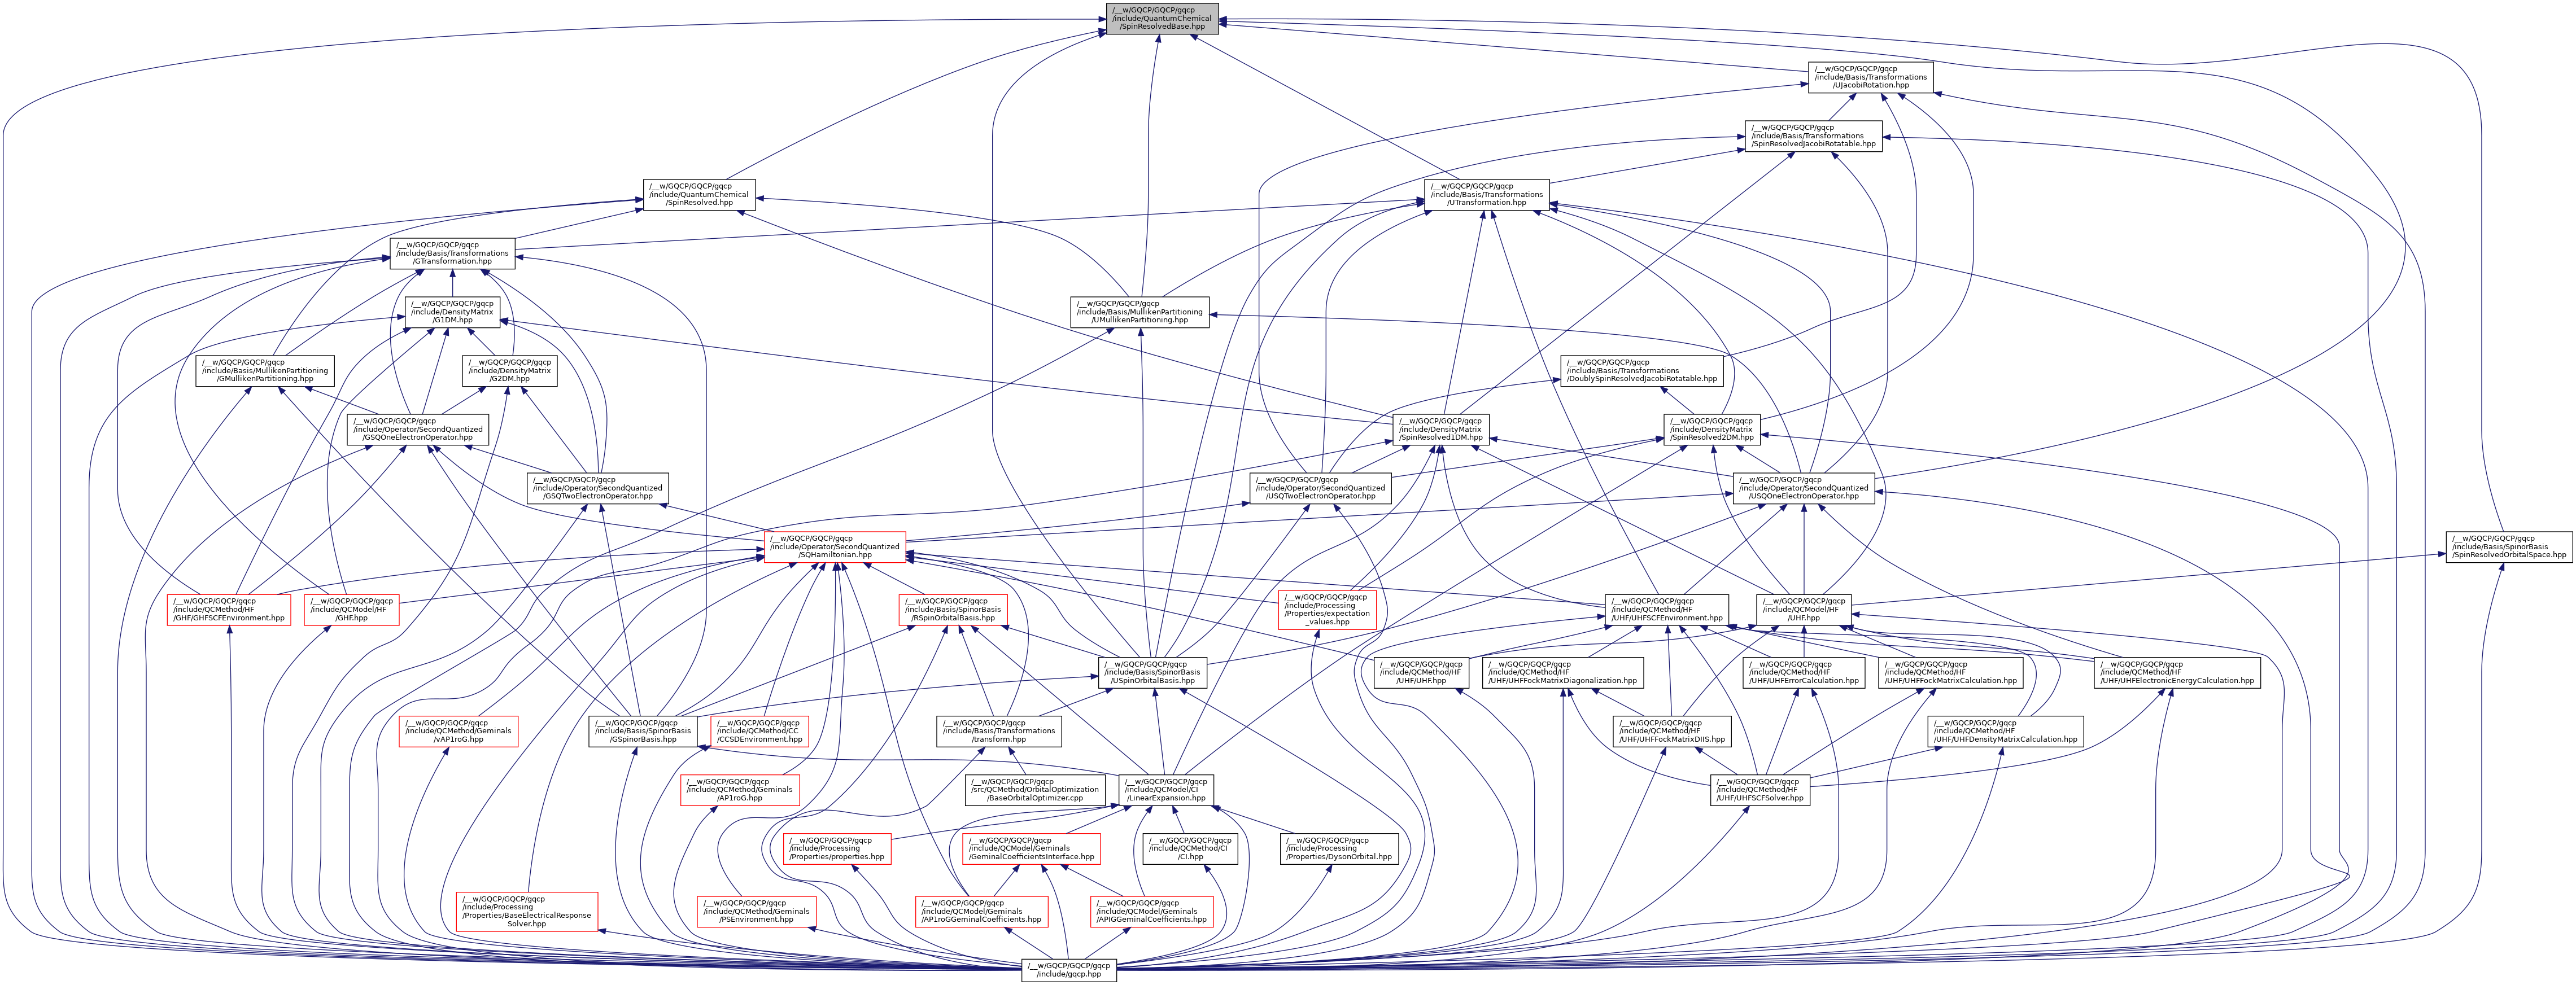 /__w/GQCP/GQCP/gqcp
/include/QuantumChemical
/SpinResolvedBase.hpp
/__w/GQCP/GQCP/gqcp
/include/Basis/Transformations
/UJacobiRotation.hpp
/__w/GQCP/GQCP/gqcp
/include/Basis/Transformations
/SpinResolvedJacobiRotatable.hpp
/__w/GQCP/GQCP/gqcp
/include/QuantumChemical
/SpinResolved.hpp
/__w/GQCP/GQCP/gqcp
/include/Basis/Transformations
/UTransformation.hpp
/__w/GQCP/GQCP/gqcp
/include/Basis/Transformations
/GTransformation.hpp
/__w/GQCP/GQCP/gqcp
/include/DensityMatrix
/G1DM.hpp
/__w/GQCP/GQCP/gqcp
/include/Basis/MullikenPartitioning
/UMullikenPartitioning.hpp
/__w/GQCP/GQCP/gqcp
/include/Basis/MullikenPartitioning
/GMullikenPartitioning.hpp
/__w/GQCP/GQCP/gqcp
/include/DensityMatrix
/G2DM.hpp
/__w/GQCP/GQCP/gqcp
/include/Basis/Transformations
/DoublySpinResolvedJacobiRotatable.hpp
/__w/GQCP/GQCP/gqcp
/include/Operator/SecondQuantized
/GSQOneElectronOperator.hpp
/__w/GQCP/GQCP/gqcp
/include/DensityMatrix
/SpinResolved1DM.hpp
/__w/GQCP/GQCP/gqcp
/include/DensityMatrix
/SpinResolved2DM.hpp
/__w/GQCP/GQCP/gqcp
/include/Operator/SecondQuantized
/GSQTwoElectronOperator.hpp
/__w/GQCP/GQCP/gqcp
/include/Operator/SecondQuantized
/USQTwoElectronOperator.hpp
/__w/GQCP/GQCP/gqcp
/include/Operator/SecondQuantized
/USQOneElectronOperator.hpp
/__w/GQCP/GQCP/gqcp
/include/Operator/SecondQuantized
/SQHamiltonian.hpp
/__w/GQCP/GQCP/gqcp
/include/Basis/SpinorBasis
/SpinResolvedOrbitalSpace.hpp
/__w/GQCP/GQCP/gqcp
/include/QCMethod/HF
/GHF/GHFSCFEnvironment.hpp
/__w/GQCP/GQCP/gqcp
/include/QCModel/HF
/GHF.hpp
/__w/GQCP/GQCP/gqcp
/include/Basis/SpinorBasis
/RSpinOrbitalBasis.hpp
/__w/GQCP/GQCP/gqcp
/include/Processing
/Properties/expectation
_values.hpp
/__w/GQCP/GQCP/gqcp
/include/QCMethod/HF
/UHF/UHFSCFEnvironment.hpp
/__w/GQCP/GQCP/gqcp
/include/QCModel/HF
/UHF.hpp
/__w/GQCP/GQCP/gqcp
/include/Basis/SpinorBasis
/USpinOrbitalBasis.hpp
/__w/GQCP/GQCP/gqcp
/include/QCMethod/HF
/UHF/UHF.hpp
/__w/GQCP/GQCP/gqcp
/include/QCMethod/HF
/UHF/UHFFockMatrixDiagonalization.hpp
/__w/GQCP/GQCP/gqcp
/include/QCMethod/HF
/UHF/UHFErrorCalculation.hpp
/__w/GQCP/GQCP/gqcp
/include/QCMethod/HF
/UHF/UHFFockMatrixCalculation.hpp
/__w/GQCP/GQCP/gqcp
/include/QCMethod/HF
/UHF/UHFElectronicEnergyCalculation.hpp
/__w/GQCP/GQCP/gqcp
/include/QCMethod/Geminals
/vAP1roG.hpp
/__w/GQCP/GQCP/gqcp
/include/Basis/SpinorBasis
/GSpinorBasis.hpp
/__w/GQCP/GQCP/gqcp
/include/QCMethod/CC
/CCSDEnvironment.hpp
/__w/GQCP/GQCP/gqcp
/include/Basis/Transformations
/transform.hpp
/__w/GQCP/GQCP/gqcp
/include/QCMethod/HF
/UHF/UHFFockMatrixDIIS.hpp
/__w/GQCP/GQCP/gqcp
/include/QCMethod/HF
/UHF/UHFDensityMatrixCalculation.hpp
/__w/GQCP/GQCP/gqcp
/include/QCMethod/Geminals
/AP1roG.hpp
/__w/GQCP/GQCP/gqcp
/src/QCMethod/OrbitalOptimization
/BaseOrbitalOptimizer.cpp
/__w/GQCP/GQCP/gqcp
/include/QCModel/CI
/LinearExpansion.hpp
/__w/GQCP/GQCP/gqcp
/include/QCMethod/HF
/UHF/UHFSCFSolver.hpp
/__w/GQCP/GQCP/gqcp
/include/Processing
/Properties/properties.hpp
/__w/GQCP/GQCP/gqcp
/include/QCModel/Geminals
/GeminalCoefficientsInterface.hpp
/__w/GQCP/GQCP/gqcp
/include/QCMethod/CI
/CI.hpp
/__w/GQCP/GQCP/gqcp
/include/Processing
/Properties/DysonOrbital.hpp
/__w/GQCP/GQCP/gqcp
/include/Processing
/Properties/BaseElectricalResponse
Solver.hpp
/__w/GQCP/GQCP/gqcp
/include/QCMethod/Geminals
/PSEnvironment.hpp
/__w/GQCP/GQCP/gqcp
/include/QCModel/Geminals
/AP1roGGeminalCoefficients.hpp
/__w/GQCP/GQCP/gqcp
/include/QCModel/Geminals
/APIGGeminalCoefficients.hpp
/__w/GQCP/GQCP/gqcp
/include/gqcp.hpp